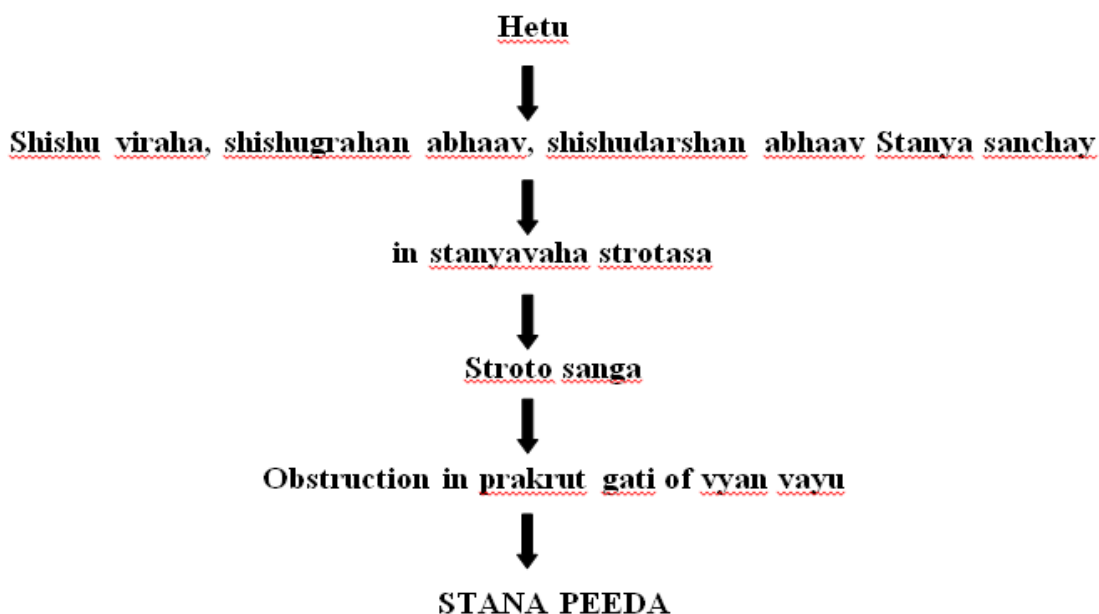 Hetu
Shishu viraha, shishugrahan abhaav, shishudarshan abhaav Stanya sanchay
in stanyavaha strotasa
Stroto sanga
Obstruction in prakrut gati of vyan vayu
STANA PEEDA